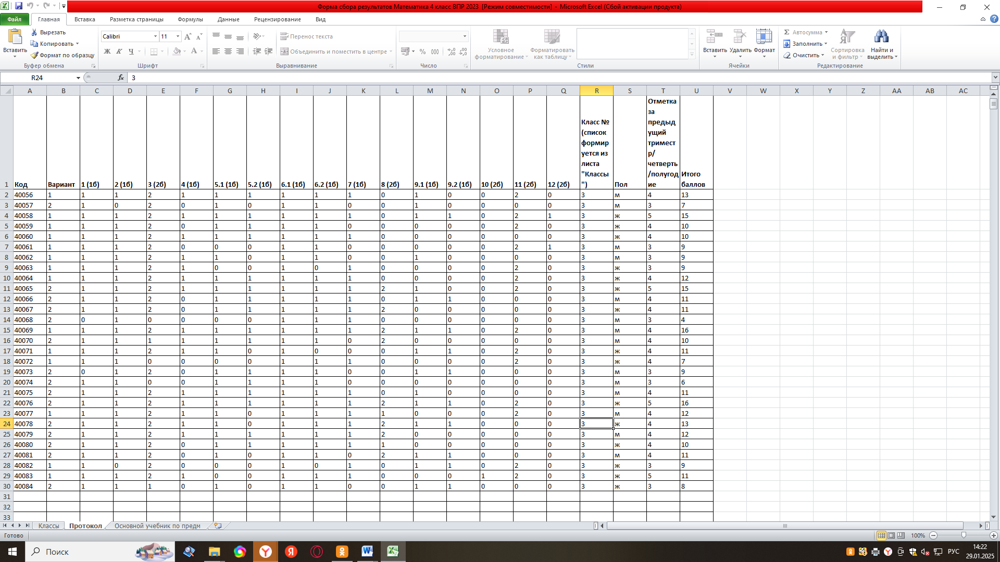 Форма сбора результатов Математика 4 класс ВПР 2023 [Режим совместимости] - Microsoft Excel (Сбой активации продукта)
Файл Главная Вставка Разметка страницы Формулы Данные Рецензирование Вид
Вставить
Вырезать
Копировать
Формат по образцу
Calibri 11
Ж К Ч
Перенос текста
Объединить и поместить в центре
% 000
Условное форматирование
Форматировать как таблицу
Вставить Удалить Формат
Σ Автосумма
Заполнить
Очистить
Сортировка и фильтр
Найти и выделить
Буфер обмена Шрифт Выравнивание Число Стили Ячейки Редактирование
R24 fx 3
A B C D E F G H I J K L M N O P Q R S T U V W X Y Z AA AB AC
1 Код Вариант 1 (1б) 2 (1б) 3 (2б) 4 (1б) 5.1 (1б) 5.2 (1б) 6.1 (1б) 6.2 (1б) 7 (1б) 8 (2б) 9.1 (1б) 9.2 (1б) 10 (2б) 11 (2б) 12 (2б) Класс № (список формируется из листа "Классы") Пол Отметка за предыдущий триместр/четверть/полугодие Итого баллов
2 40056 1 1 1 2 1 1 1 1 1 1 0 1 0 0 2 0 3 м 4 13
3 40057 2 1 0 2 0 1 0 1 1 0 0 1 0 0 0 0 3 м 3 7
4 40058 1 1 1 2 1 1 1 1 1 1 0 1 1 0 2 1 3 ж 5 15
5 40059 1 1 1 2 0 1 1 1 1 0 0 0 0 0 2 0 3 ж 4 10
6 40060 1 1 1 2 1 1 1 1 1 1 0 0 0 0 0 0 3 ж 4 10
7 40061 1 1 1 2 0 0 0 1 1 0 0 0 0 0 2 1 3 м 3 9
8 40062 1 1 1 2 1 1 0 1 1 0 0 1 0 0 0 0 3 м 3 9
9 40063 1 1 1 2 1 0 0 1 0 1 0 0 0 0 2 0 3 ж 3 9
10 40064 1 1 1 2 1 1 1 1 1 1 0 0 0 0 2 0 3 ж 4 12
11 40065 2 1 1 2 1 1 1 1 1 1 2 1 0 0 2 0 3 ж 5 15
12 40066 2 1 1 2 0 1 1 1 1 1 0 1 1 0 0 0 3 м 4 11
13 40067 2 1 1 2 0 1 1 1 1 1 2 0 0 0 0 0 3 ж 4 11
14 40068 2 0 1 0 0 0 0 1 1 1 0 0 0 0 0 0 3 м 3 4
15 40069 1 1 1 2 1 1 1 1 1 1 2 1 1 0 2 0 3 м 4 16
16 40070 2 1 1 1 1 1 1 1 1 0 2 0 0 0 0 0 3 м 4 10
17 40071 1 1 1 2 1 1 0 1 0 0 0 1 1 0 2 0 3 ж 4 11
18 40072 1 1 1 0 0 0 0 1 1 1 0 0 0 0 2 0 3 ж 4 7
19 40073 2 0 1 2 0 1 1 1 1 0 0 1 1 0 0 0 3 м 3 9
20 40074 2 1 1 0 0 1 1 1 1 0 0 0 0 0 0 0 3 м 3 6
21 40075 2 1 1 2 1 1 1 1 1 1 0 1 0 0 0 0 3 м 4 11
22 40076 2 1 1 2 1 1 1 1 1 1 2 1 1 0 2 0 3 ж 5 16
23 40077 1 1 1 2 1 1 0 1 1 1 1 0 0 0 2 0 3 м 4 12
24 40078 2 1 1 2 1 1 0 1 1 1 2 1 1 0 0 0 3 ж 4 13
25 40079 2 1 1 2 1 1 1 1 1 1 2 0 0 0 0 0 3 м 4 12
26 40080 2 1 1 2 0 1 1 1 1 1 1 0 0 0 0 0 3 ж 4 10
27 40081 2 1 1 2 0 1 0 1 1 0 2 1 1 0 0 0 3 м 4 11
28 40082 1 1 0 2 0 0 0 1 0 1 0 1 1 0 2 0 3 ж 3 9
29 40083 1 1 1 2 1 0 0 1 1 1 0 0 0 1 2 0 3 ж 5 11
30 40084 2 1 1 1 0 1 0 1 1 0 0 1 1 0 0 0 3 ж 3 8
31
32
33
Классы Протокол Основной учебник по предм
Готово 100%
Поиск
РУС
14:22
29.01.2025